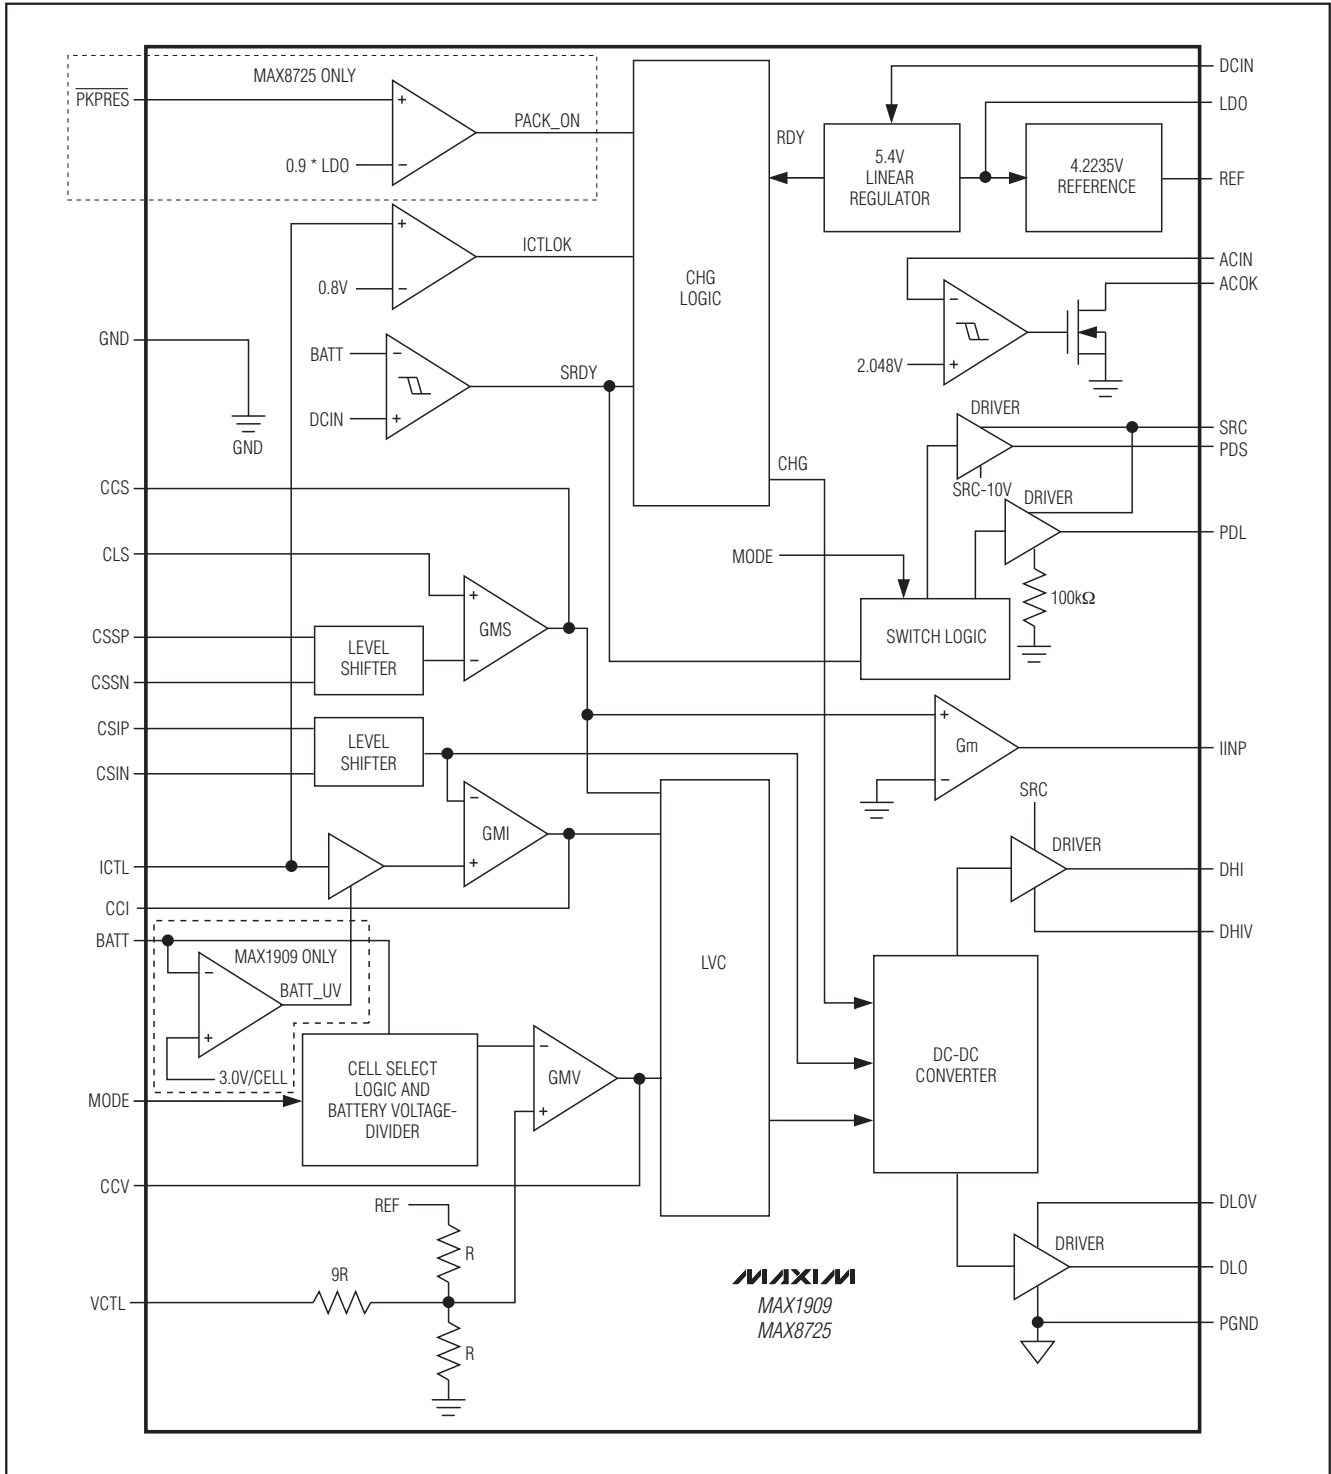 MAX8725 ONLY
PKPRES
PACK_ON
0.9 * LDO
ICTLOK
0.8V
GND
GND
BATT
SRDY
DCIN
CHG
LOGIC
RDY
5.4V
LINEAR
REGULATOR
4.2235V
REFERENCE
DCIN
LDO
REF
ACIN
ACOK
2.048V
DRIVER
SRC
PDS
SRC-10V
DRIVER
PDL
100kΩ
CHG
MODE
SWITCH LOGIC
CCS
CLS
CSSP
LEVEL
SHIFTER
CSSN
GMS
CSIP
LEVEL
SHIFTER
CSIN
GMI
Gm
IINP
ICTL
CCI
BATT
MAX1909 ONLY
BATT_UV
3.0V/CELL
MODE
CELL SELECT
LOGIC AND
BATTERY VOLTAGE-
DIVIDER
GMV
LVC
SRC
DRIVER
DHI
DHIV
DC-DC
CONVERTER
CCV
REF
R
9R
VCTL
R
DLOV
DRIVER
DLO
PGND
MAXIM
MAX1909
MAX8725
+
−
+
−
−
+
−
+
+
−
−
+
+
−
−
+
−
+